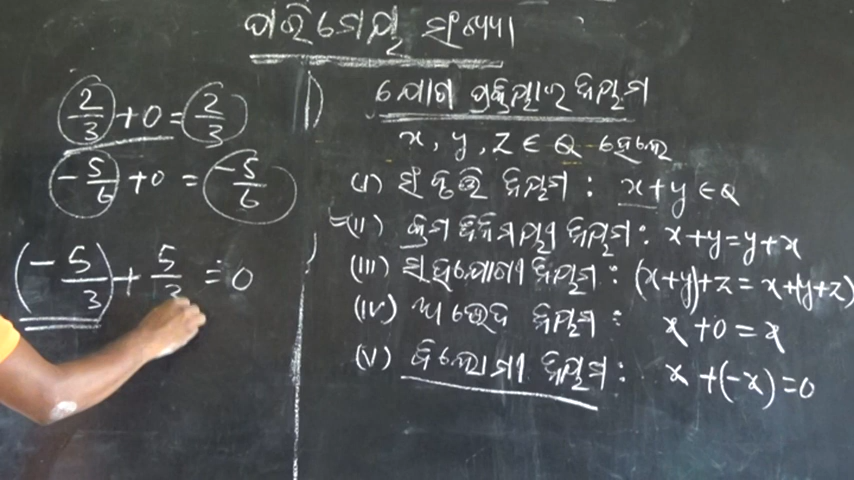 ପରିମେୟ ସଂଖ୍ୟା
2/3 + 0 = 2/3
-5/6 + 0 = -5/6
(-5/3) + 5/3 = 0
ଯୋଗ ପ୍ରକ୍ରିୟାର ନିୟମ
x, y, z ∈ Q ହେଲେ
(I) ସଂବୃତ୍ତି ନିୟମ : x + y ∈ Q
(II) କ୍ରମ ବିନିମୟୀ ନିୟମ : x+y = y+x
(III) ସହଯୋଗୀ ନିୟମ : (x+y)+z = x+(y+z)
(IV) ଅଭେଦ ନିୟମ : x + 0 = x
(V) ବିଲୋମୀ ନିୟମ : x + (-x) = 0